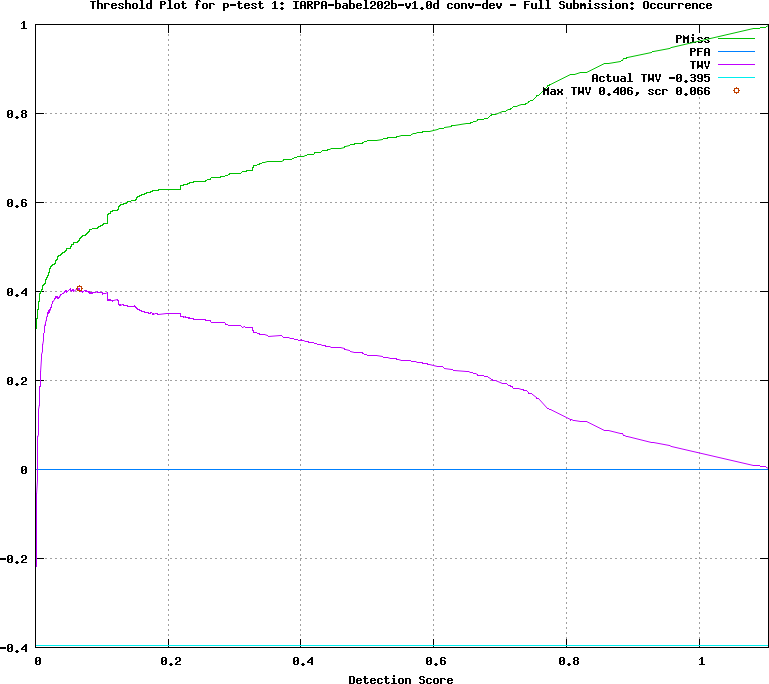 Threshold Plot for p-test 1: IARPA-babel202b-v1.0d conv-dev - Full Submission: Occurrence
1
0.8
0.6
0.4
0.2
0
-0.2
-0.4
PMiss
PFA
TWV
Actual TWV -0.395
Max TWV 0.406, scr 0.066
0 0.2 0.4 0.6 0.8 1
Detection Score